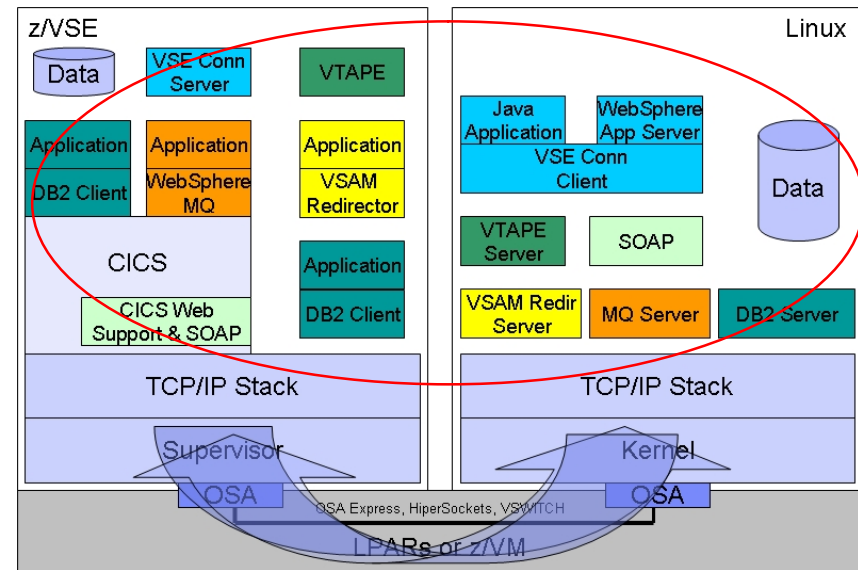 z/VSE
Data
VSE Conn
Server
VTAPE
Application
DB2 Client
Application
WebSphere
MQ
Application
VSAM
Redirector
CICS
CICS Web
Support & SOAP
Application
DB2 Client
TCP/IP Stack
Supervisor
OSA
Linux
Java
Application
WebSphere
App Server
VSE Conn
Client
Data
VTAPE
Server
SOAP
VSAM Redir
Server
MQ Server
DB2 Server
TCP/IP Stack
Kernel
OSA
OSA Express, HiperSockets, VSWITCH
LPARs or z/VM